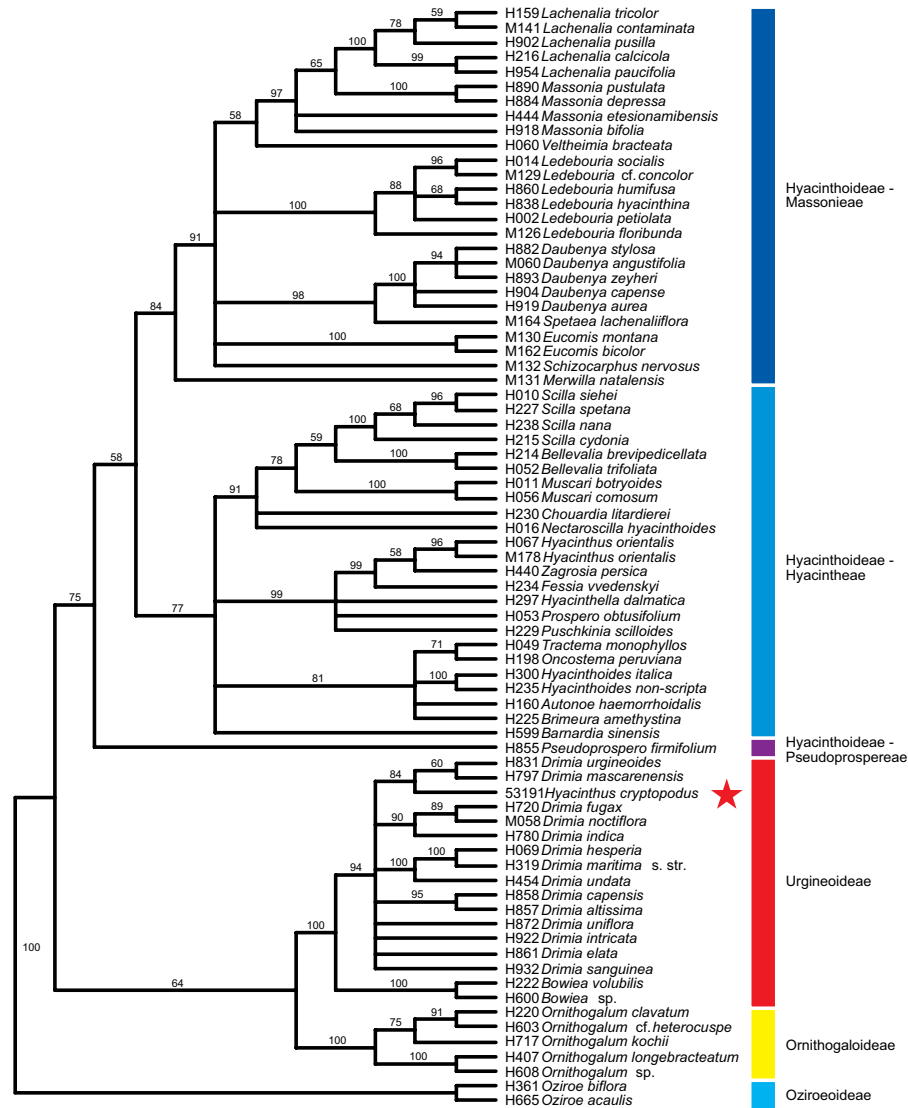 H159 Lachenalia tricolor
M141 Lachenalia contaminata
H902 Lachenalia pusilla
H216 Lachenalia calcicola
H954 Lachenalia paucifolia
H890 Massonia pustulata
H884 Massonia depressa
H444 Massonia etesionamibensis
H918 Massonia bifolia
H060 Veltheimia bracteata
H014 Ledebouria socialis
M129 Ledebouria cf. concolor
H860 Ledebouria humifusa
H838 Ledebouria hyacinthina
H002 Ledebouria petiolata
M126 Ledebouria floribunda
H882 Daubenya stylosa
M060 Daubenya angustifolia
H893 Daubenya zeyheri
H904 Daubenya capense
H919 Daubenya aurea
M164 Spetaea lachenaliiflora
M130 Eucomis montana
M162 Eucomis bicolor
M132 Schizocarphus nervosus
M131 Merwilla natalensis
H010 Scilla siehei
H227 Scilla spetana
H238 Scilla nana
H215 Scilla cydonia
H214 Bellevalia brevipedicellata
H052 Bellevalia trifoliata
H011 Muscari botryoides
H056 Muscari comosum
H230 Chouardia litardierei
H016 Nectaroscilla hyacinthoides
H067 Hyacinthus orientalis
M178 Hyacinthus orientalis
H440 Zagrosia persica
H234 Fessia vvedenskyi
H297 Hyacinthella dalmatica
H053 Prospero obtusifolium
H229 Puschkinia scilloides
H049 Tractema monophyllos
H198 Oncostema peruviana
H300 Hyacinthoides italica
H235 Hyacinthoides non-scripta
H160 Autonoe haemorrhoidalis
H225 Brimeura amethystina
H599 Barnardia sinensis
H855 Pseudoprospero firmifolium
H831 Drimia urgineoides
H797 Drimia mascarenensis
53191 Hyacinthus cryptopodus
H720 Drimia fugax
M058 Drimia noctiflora
H780 Drimia indica
H069 Drimia hesperia
H319 Drimia maritima s. str.
H454 Drimia undata
H858 Drimia capensis
H857 Drimia altissima
H872 Drimia uniflora
H922 Drimia intricata
H861 Drimia elata
H932 Drimia sanguinea
H222 Bowiea volubilis
H600 Bowiea sp.
H220 Ornithogalum clavatum
H603 Ornithogalum cf. heterocuspe
H717 Ornithogalum kochii
H407 Ornithogalum longebracteatum
H608 Ornithogalum sp.
H361 Oziroe biflora
H665 Oziroe acaulis
Hyacinthoideae -
Massonieae
Hyacinthoideae -
Hyacintheae
Hyacinthoideae -
Pseudoprospereae
Urgineoideae
Ornithogaloideae
Oziroeoideae
59
78
100
99
65
100
97
58
96
88
68
100
91
94
100
98
100
84
96
68
100
59
100
78
100
91
58
96
58
99
99
77
71
100
81
75
60
84
89
90
100
100
94
95
100
100
64
91
75
100
100
100